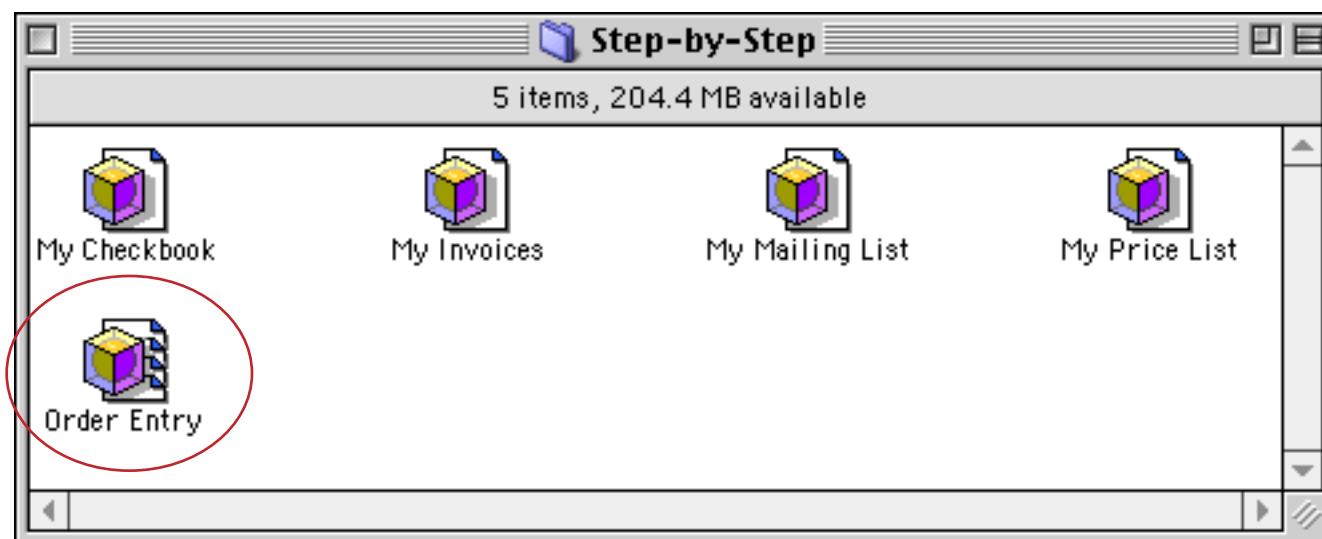 Step-by-Step
5 items, 204.4 MB available
My Checkbook My Invoices My Mailing List My Price List
Order Entry